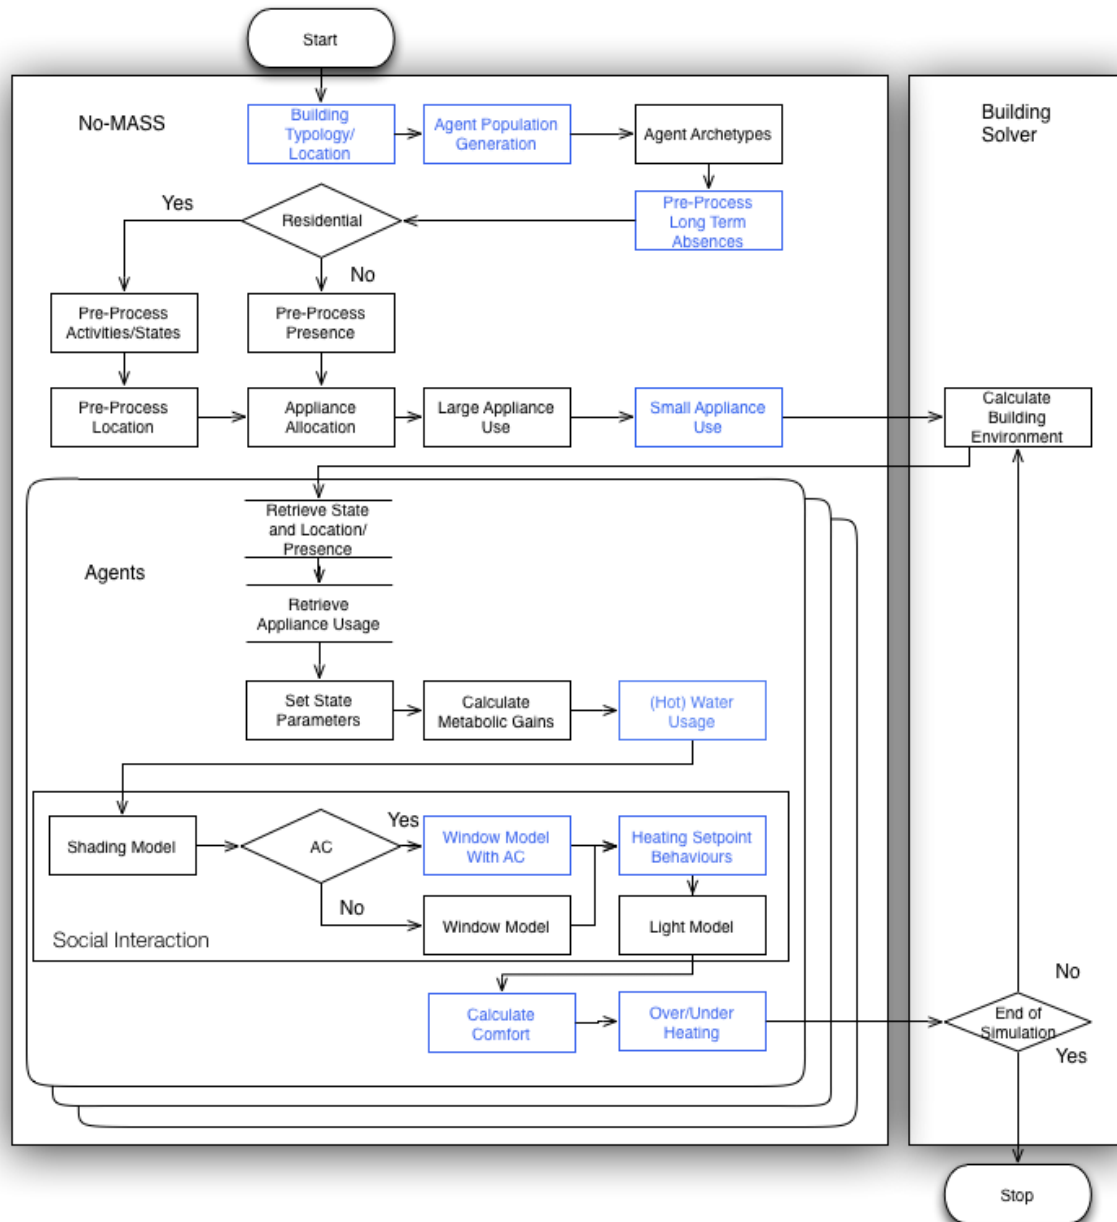 Start
No-MASS
Building
Solver
Building
Typology/
Location
Agent Population
Generation
Agent Archetypes
Pre-Process
Long Term
Absences
Yes
Residential
No
Pre-Process
Activities/States
Pre-Process
Presence
Pre-Process
Location
Appliance
Allocation
Large Appliance
Use
Small Appliance
Use
Calculate
Building
Environment
Agents
Retrieve State
and Location/
Presence
Retrieve
Appliance Usage
Set State
Parameters
Calculate
Metabolic Gains
(Hot) Water
Usage
Shading Model
AC
Yes
Window Model
With AC
Heating Setpoint
Behaviours
No
Window Model
Light Model
Social Interaction
Calculate
Comfort
Over/Under
Heating
No
End of
Simulation
Yes
Stop